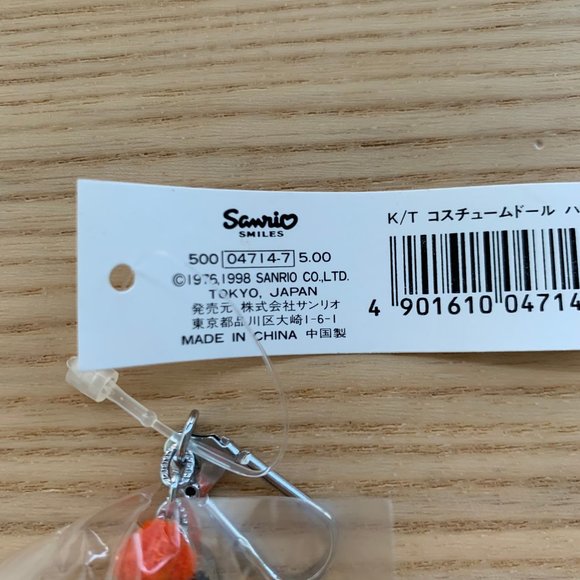 Sanrio
SMILES
500 04714-7 5.00
©1976,1998 SANRIO CO.,LTD.
TOKYO, JAPAN
発売元 株式会社サンリオ
東京都品川区大崎1-6-1
MADE IN CHINA 中国製
K/T コスチュームドール ハ
4 901610 04714